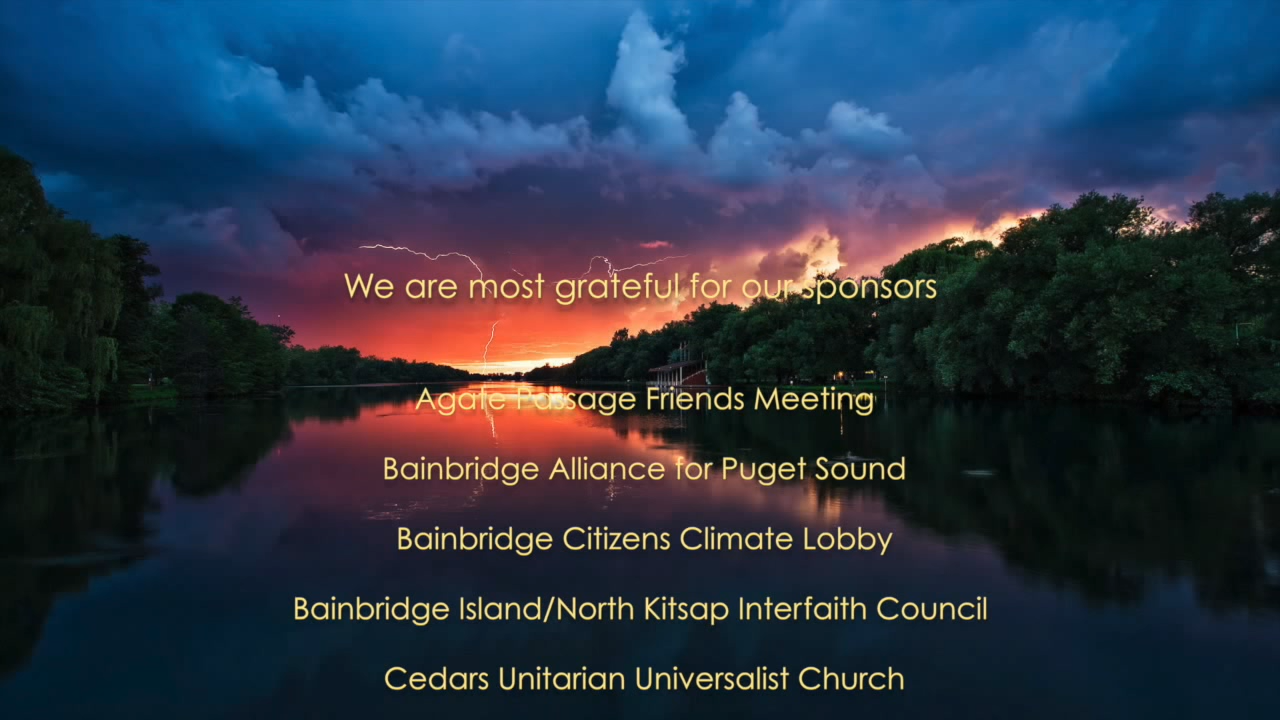 We are most grateful for our sponsors
Agate Passage Friends Meeting
Bainbridge Alliance for Puget Sound
Bainbridge Citizens Climate Lobby
Bainbridge Island/North Kitsap Interfaith Council
Cedars Unitarian Universalist Church